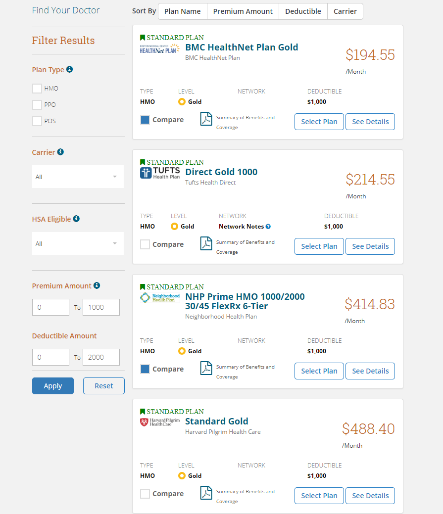 Find Your Doctor
Sort By Plan Name Premium Amount Deductible Carrier
Filter Results
Plan Type
HMO
PPO
POS
Carrier
All
HSA Eligible
All
Premium Amount
0 To 1000
Deductible Amount
0 To 2000
Apply Reset
STANDARD PLAN
HEALTHNET PLAN
BMC HealthNet Plan Gold
BMC HealthNet Plan
$194.55
/Month
TYPE LEVEL NETWORK DEDUCTIBLE
HMO Gold $1,000
Compare Summary of Benefits and
Coverage
Select Plan See Details
STANDARD PLAN
TUFTS
Health Plan
Direct Gold 1000
Tufts Health Direct
$214.55
/Month
TYPE LEVEL NETWORK DEDUCTIBLE
HMO Gold Network Notes $1,000
Compare Summary of Benefits and
Coverage
Select Plan See Details
STANDARD PLAN
Neighborhood
Health Plan
NHP Prime HMO 1000/2000
30/45 FlexRx 6-Tier
Neighborhood Health Plan
$414.83
/Month
TYPE LEVEL NETWORK DEDUCTIBLE
HMO Gold $1,000
Compare Summary of Benefits and
Coverage
Select Plan See Details
STANDARD PLAN
Harvard Pilgrim
HealthCare
Standard Gold
Harvard Pilgrim Health Care
$488.40
/Month
TYPE LEVEL NETWORK DEDUCTIBLE
HMO Gold $1,000
Compare Summary of Benefits and
Coverage
Select Plan See Details